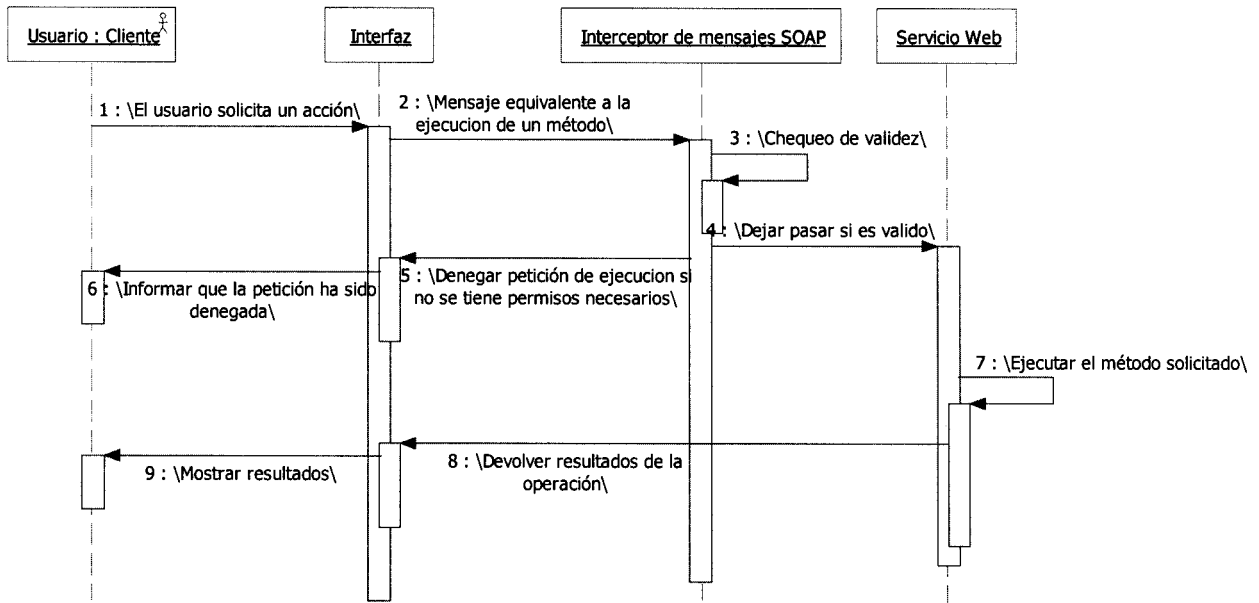 Usuario : Cliente
Interfaz
Interceptor de mensajes SOAP
Servicio Web
1 : \El usuario solicita un acción\
2 : \Mensaje equivalente a la
ejecucion de un método\
3 : \Chequeo de validez\
4 : \Dejar pasar si es valido\
5 : \Denegar petición de ejecucion si
no se tiene permisos necesarios\
6 : \Informar que la petición ha sido
denegada\
7 : \Ejecutar el método solicitado\
8 : \Devolver resultados de la
operación\
9 : \Mostrar resultados\